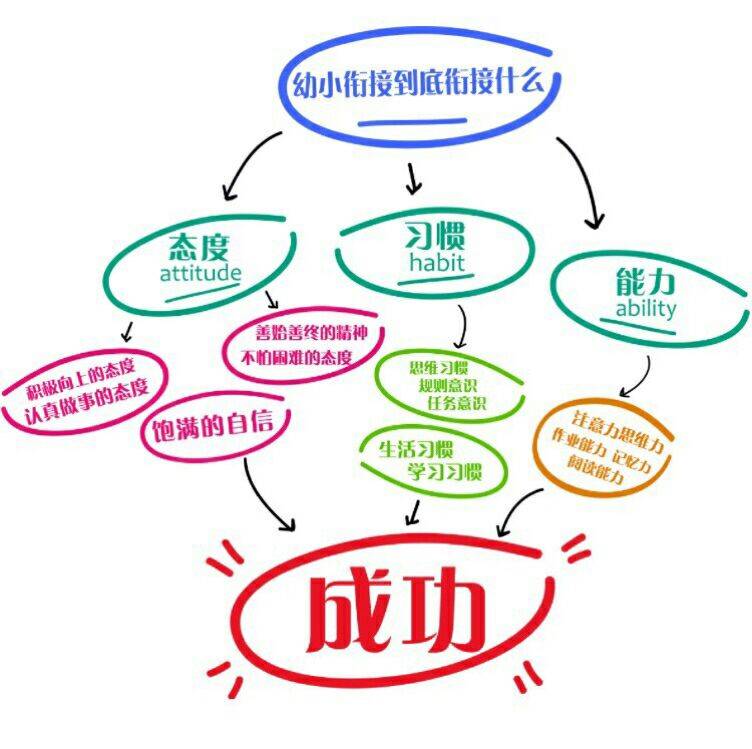 幼小衔接到底衔接什么
态度
attitude
习惯
habit
能力
ability
积极向上的态度
认真做事的态度
善始善终的精神
不怕困难的态度
饱满的自信
思维习惯
规则意识
任务意识
生活习惯
学习习惯
注意力思维力
作业能力 记忆力
阅读能力
成功